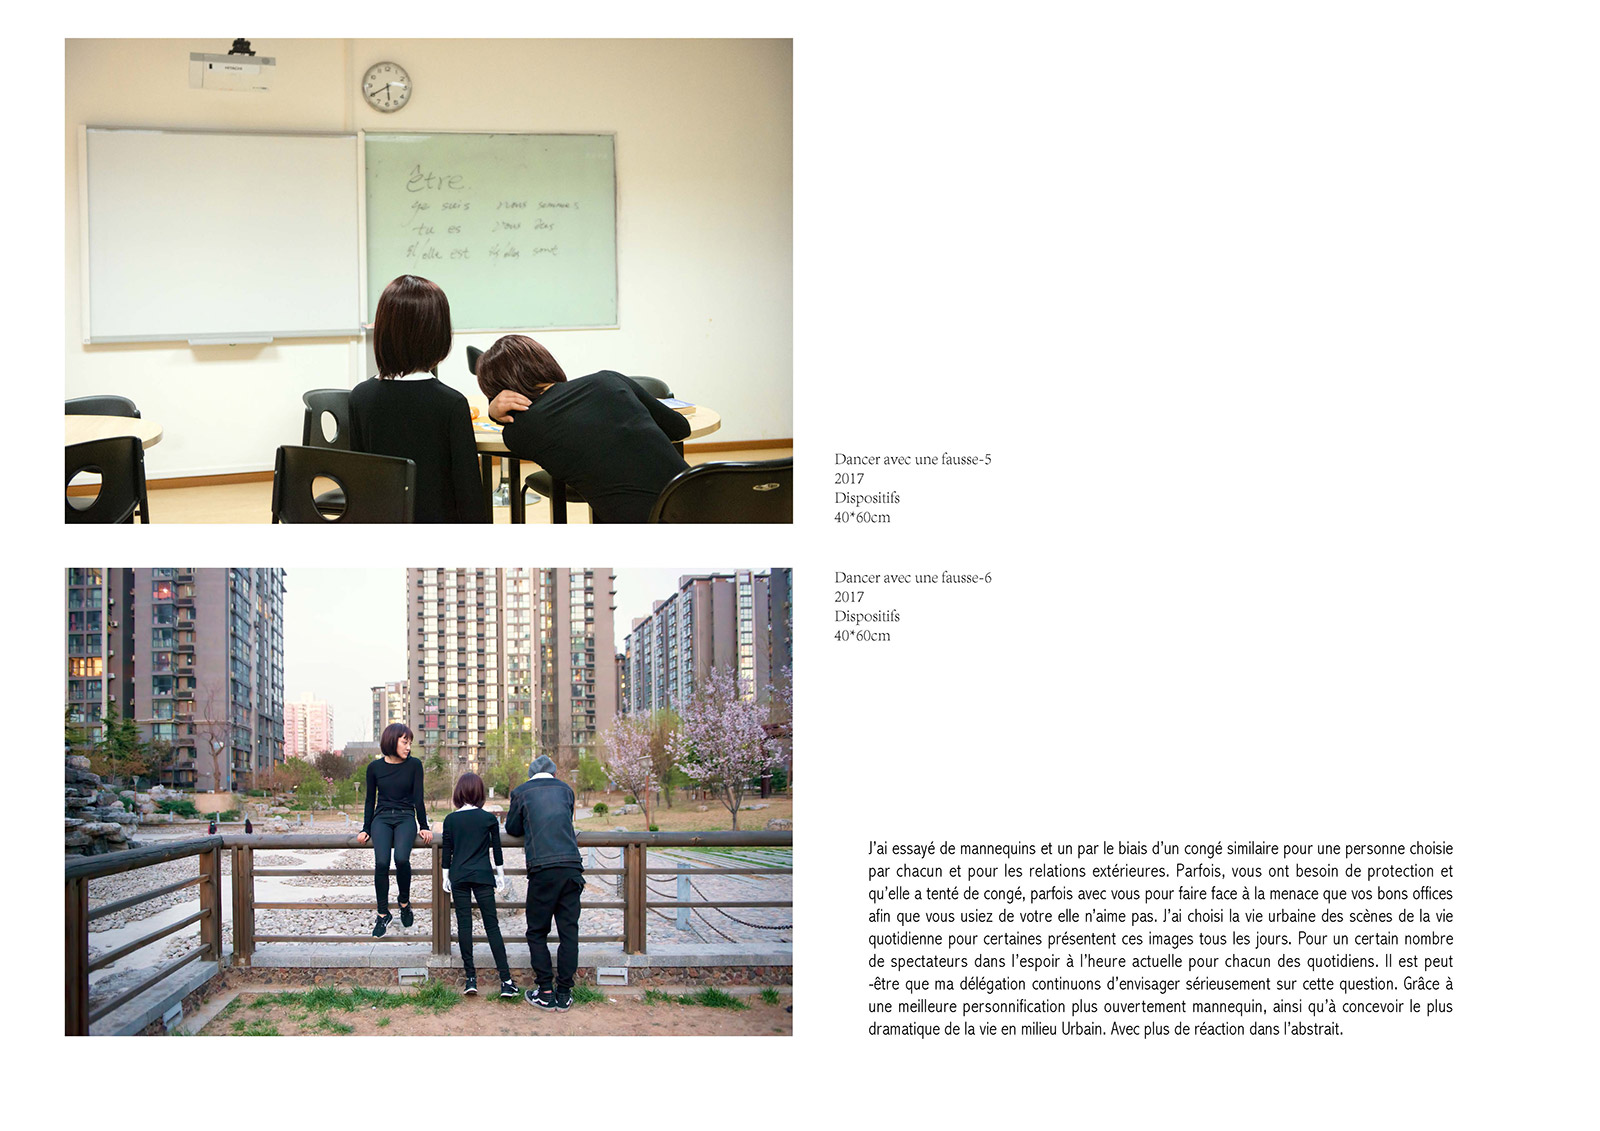 HITACHI
être.
je suis nous sommes
tu es vous êtes
il/elle est ils/elles sont
Dancer avec une fausse-5
2017
Dispositifs
40*60cm
Dancer avec une fausse-6
2017
Dispositifs
40*60cm
J'ai essayé de mannequins et un par le biais d'un congé similaire pour une personne choisie
par chacun et pour les relations extérieures. Parfois, vous ont besoin de protection et
qu'elle a tenté de congé, parfois avec vous pour faire face à la menace que vos bons offices
afin que vous usiez de votre elle n'aime pas. J'ai choisi la vie urbaine des scènes de la vie
quotidienne pour certaines présentent ces images tous les jours. Pour un certain nombre
de spectateurs dans l'espoir à l'heure actuelle pour chacun des quotidiens. Il est peut
-être que ma délégation continuons d'envisager sérieusement sur cette question. Grâce à
une meilleure personnification plus ouvertement mannequin, ainsi qu'à concevoir le plus
dramatique de la vie en milieu Urbain. Avec plus de réaction dans l'abstrait.